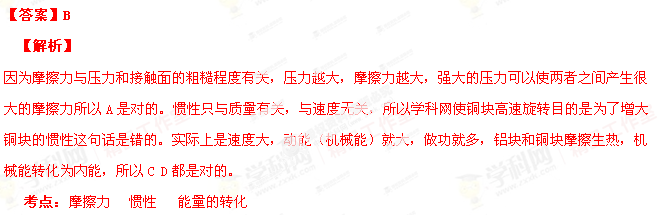 【答案】B
【解析】
因为摩擦力与压力和接触面的粗糙程度有关，压力越大，摩擦力越大，强大的压力可以使两者之间产生很
大的摩擦力所以 A 是对的。惯性只与质量有关，与速度无关，所以学科网使铜块高速旋转目的是为了增大
铜块的惯性这句话是错的。实际上是速度大，动能（机械能）就大，做功就多，铝块和铜块摩擦生热，机
械能转化为内能，所以 C D 都是对的。
考点：摩擦力 惯性 能量的转化